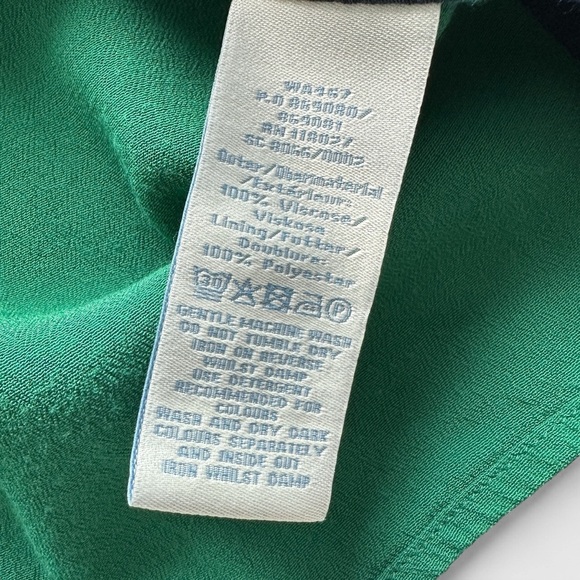 WA467
P.O 869080/
869081
RN 118027
SC 8066/0002
Outer/Obermaterial
/Extérieur:
100% Viscose/
Viskose
Lining/Futter/
Doublure:
100% Polyester
30 P
GENTLE MACHINE WASH
DO NOT TUMBLE DRY
IRON ON REVERSE
WHILST DAMP
USE DETERGENT
RECOMMENDED FOR
COLOURS
WASH AND DRY DARK
COLOURS SEPARATELY
AND INSIDE OUT
IRON WHILST DAMP